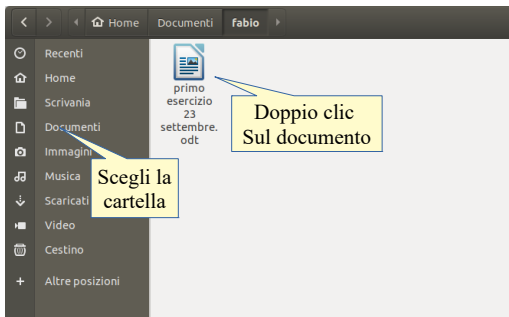 Home Documenti fabio
Recenti
Home
Scrivania
Documenti
Immagini
Musica
Scaricati
Video
Cestino
Altre posizioni
primo
esercizio
23
settembre.
odt
Doppio clic
Sul documento
Scegli la
cartella